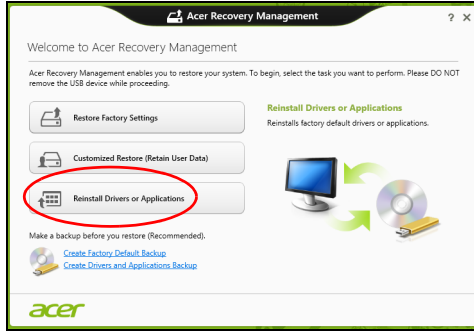 Acer Recovery Management
? X
Welcome to Acer Recovery Management
Acer Recovery Management enables you to restore your system. To begin, select the task you want to perform. Please DO NOT
remove the USB device while proceeding.
Restore Factory Settings
Customized Restore (Retain User Data)
Reinstall Drivers or Applications
Reinstall Drivers or Applications
Reinstalls factory default drivers or applications.
Make a backup before you restore (Recommended).
Create Factory Default Backup
Create Drivers and Applications Backup
acer